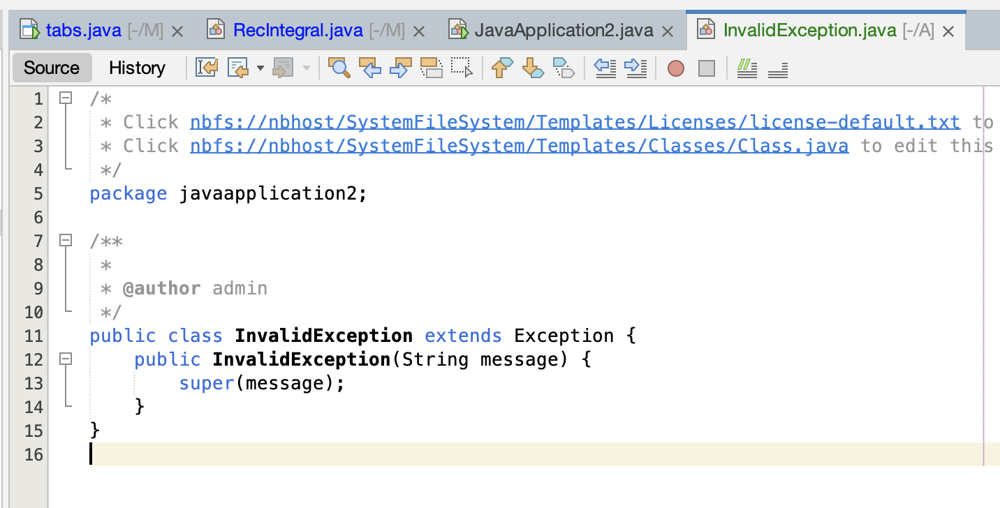 tabs.java [-/M] RecIntegral.java [-/M] JavaApplication2.java InvalidException.java [-/A]
Source History
1 /*
2  * Click nbfs://nbhost/SystemFileSystem/Templates/Licenses/license-default.txt to
3  * Click nbfs://nbhost/SystemFileSystem/Templates/Classes/Class.java to edit this
4  */
5 package javaapplication2;
6
7 /**
8  *
9  * @author admin
10  */
11 public class InvalidException extends Exception {
12     public InvalidException(String message) {
13         super(message);
14     }
15 }
16